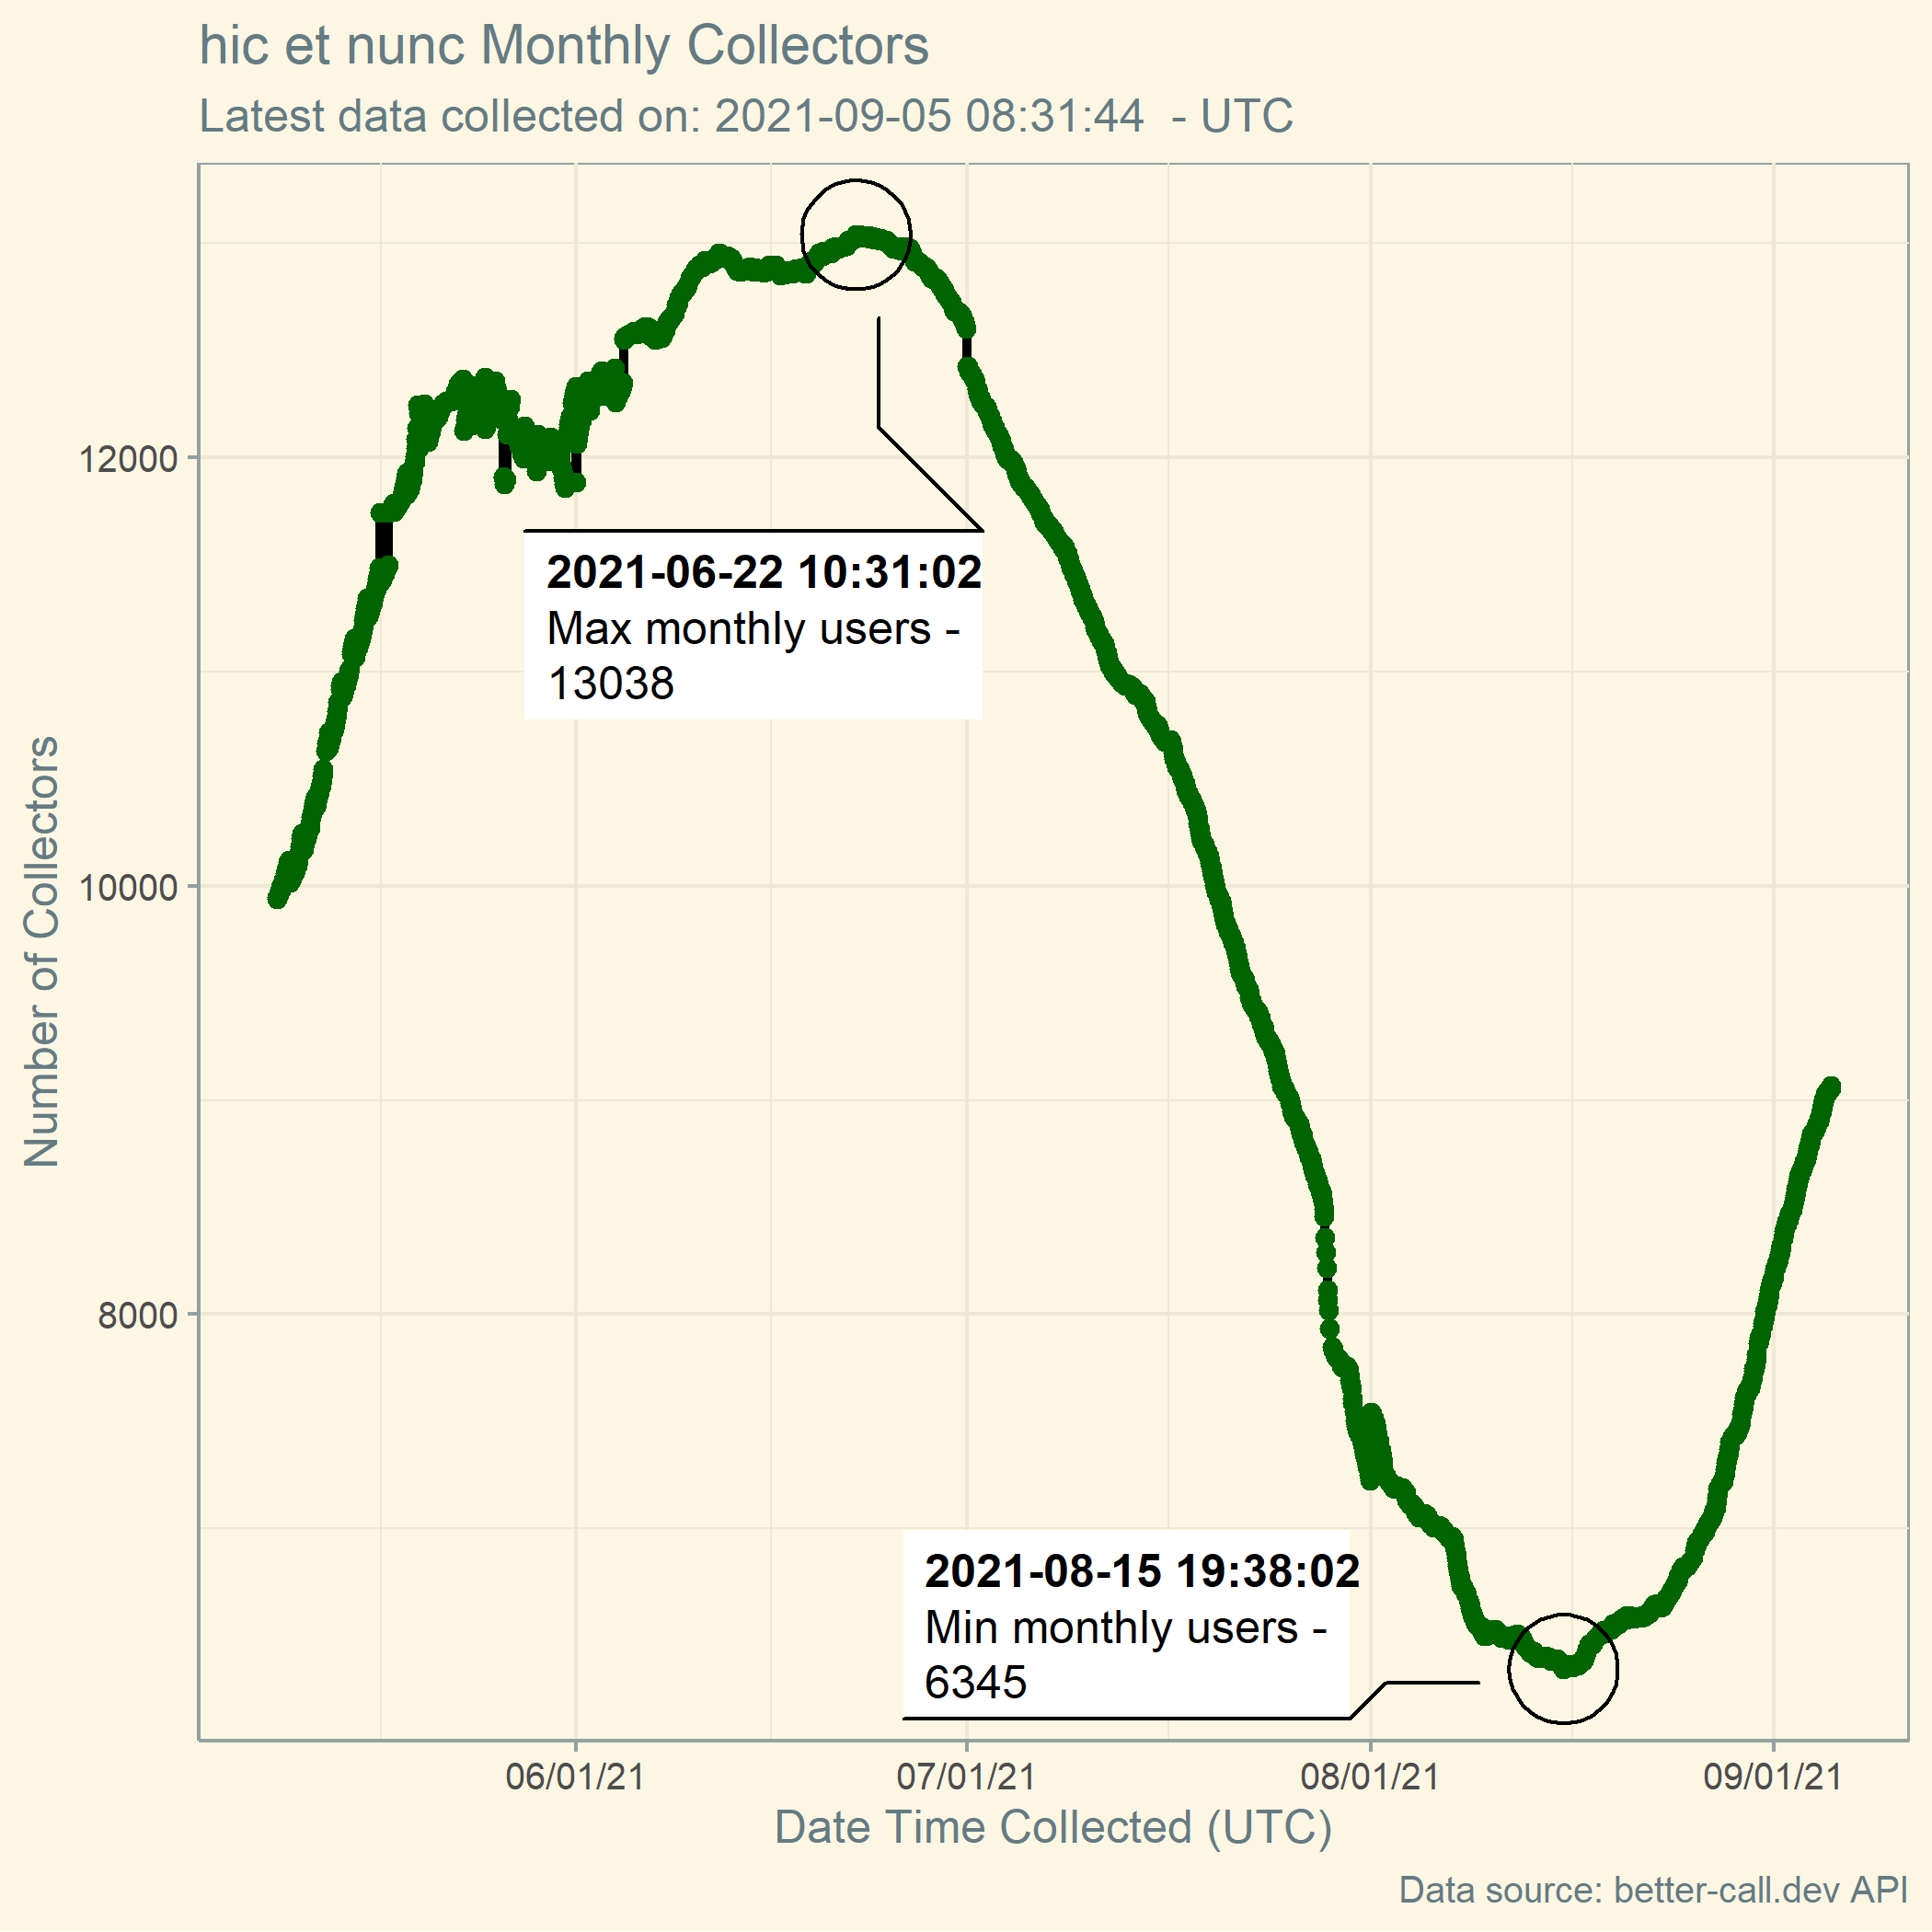 hic et nunc Monthly Collectors
Latest data collected on: 2021-09-05 08:31:44  - UTC
Number of Collectors
12000
10000
8000
2021-06-22 10:31:02
Max monthly users -
13038
2021-08-15 19:38:02
Min monthly users -
6345
06/01/21
07/01/21
08/01/21
09/01/21
Date Time Collected (UTC)
Data source: better-call.dev API